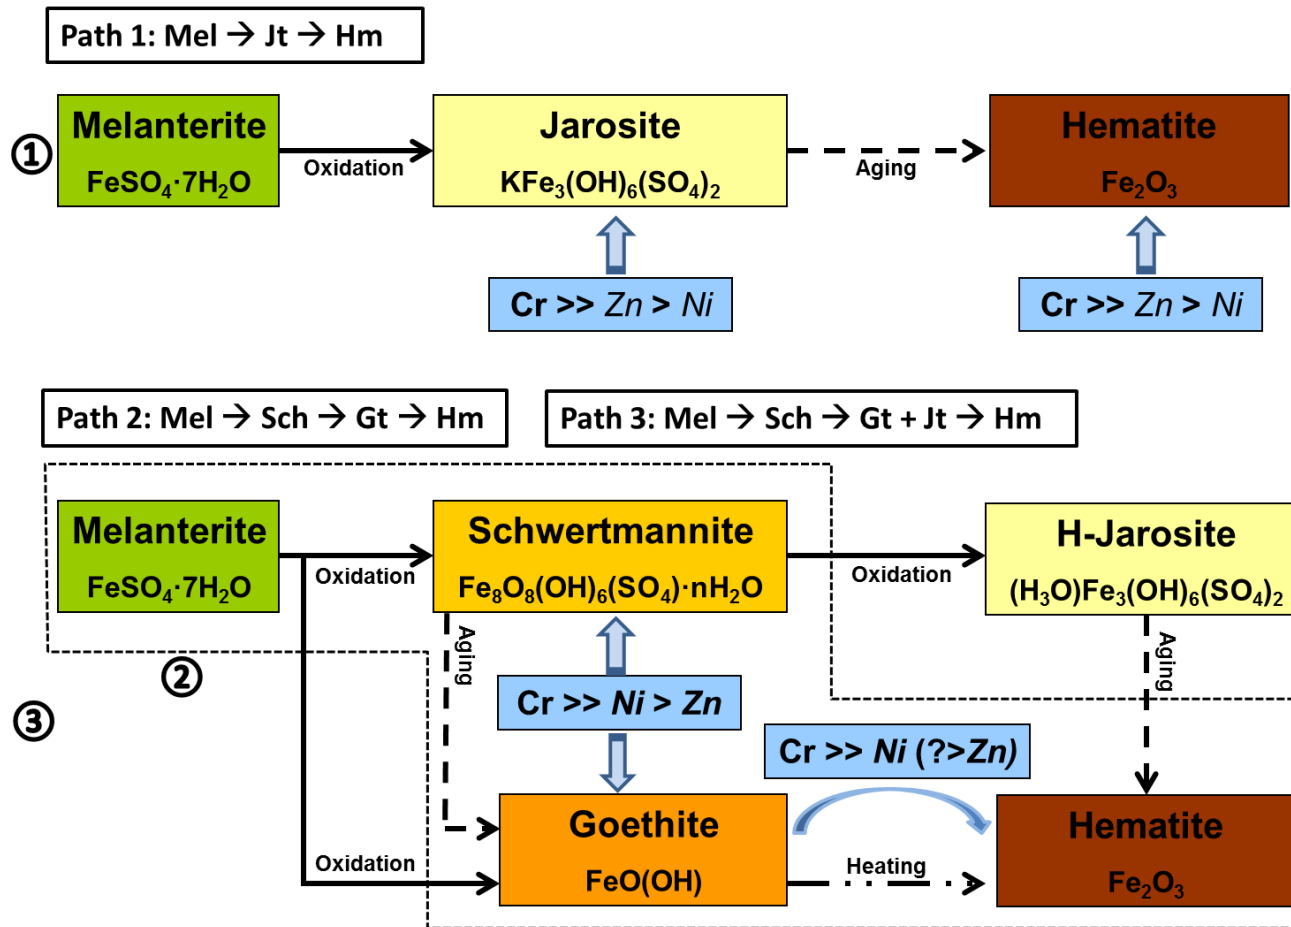 Path 1: Mel → Jt → Hm
①
Melanterite
FeSO₄·7H₂O
Oxidation
Jarosite
KFe₃(OH)₆(SO₄)₂
Aging
Hematite
Fe₂O₃
Cr >> Zn > Ni
Cr >> Zn > Ni
Path 2: Mel → Sch → Gt → Hm
Path 3: Mel → Sch → Gt + Jt → Hm
Melanterite
FeSO₄·7H₂O
Oxidation
Schwertmannite
Fe₈O₈(OH)₆(SO₄)·nH₂O
Oxidation
H-Jarosite
(H₃O)Fe₃(OH)₆(SO₄)₂
Aging
Aging
②
③
Cr >> Ni > Zn
Cr >> Ni (?>Zn)
Oxidation
Goethite
FeO(OH)
Heating
Hematite
Fe₂O₃